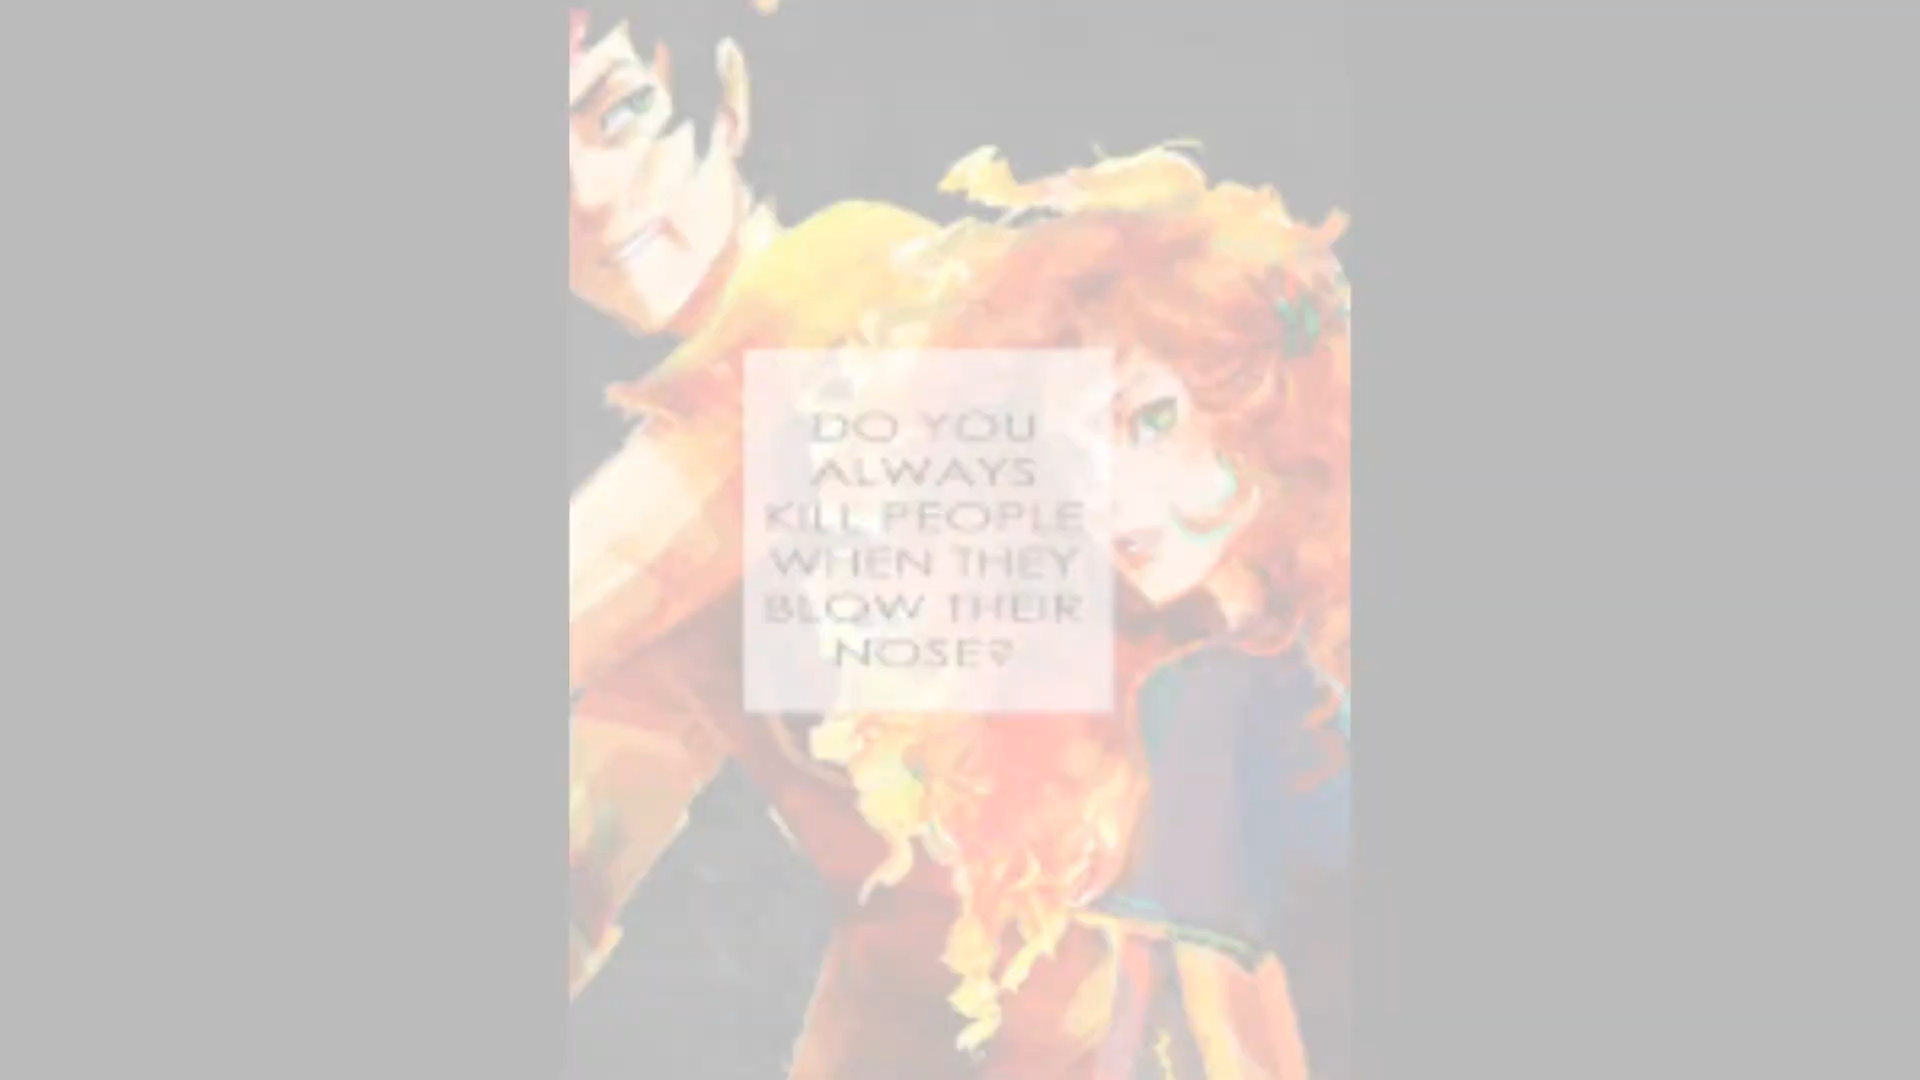 DO YOU
ALWAYS
KILL PEOPLE
WHEN THEY
BLOW THEIR
NOSE?